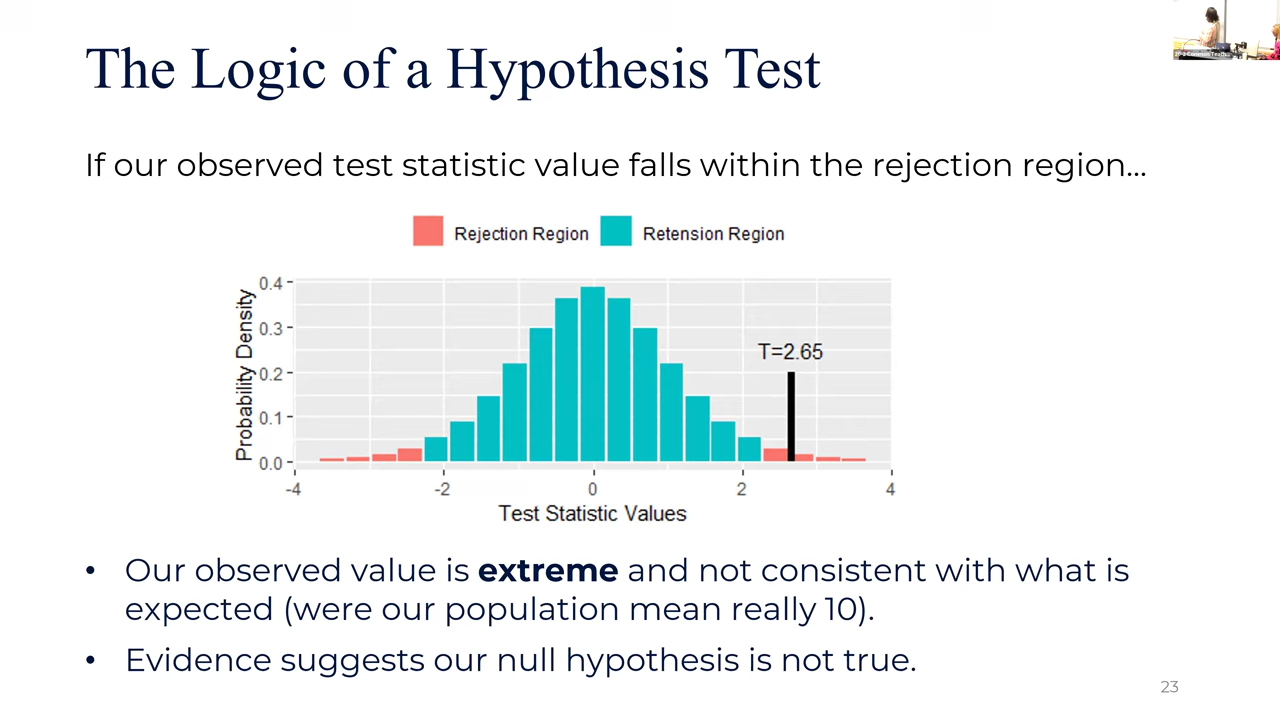 The Logic of a Hypothesis Test
If our observed test statistic value falls within the rejection region...
Rejection Region
Retension Region
Probability Density
0.4
0.3
0.2
0.1
0.0
T=2.65
-4
-2
0
2
4
Test Statistic Values
• Our observed value is extreme and not consistent with what is
expected (were our population mean really 10).
• Evidence suggests our null hypothesis is not true.
23